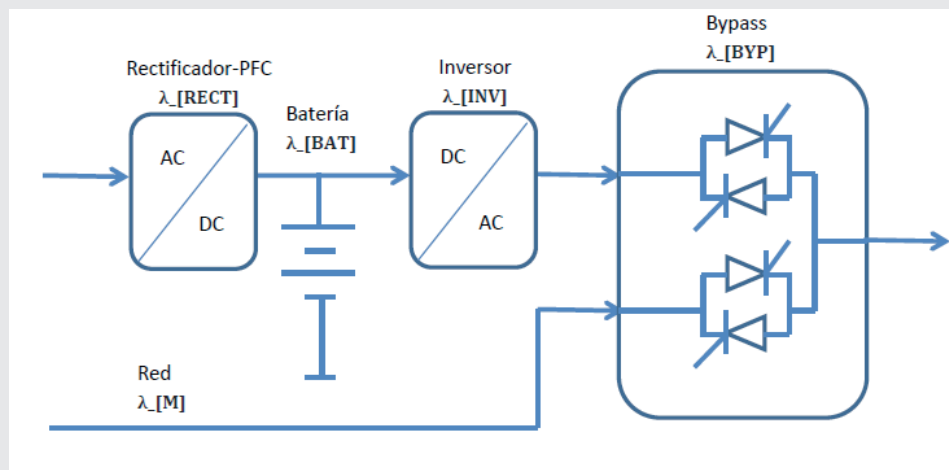 Bypass
λ_[BYP]
Rectificador-PFC
λ_[RECT]
Inversor
λ_[INV]
Batería
λ_[BAT]
AC
DC
DC
AC
Red
λ_[M]